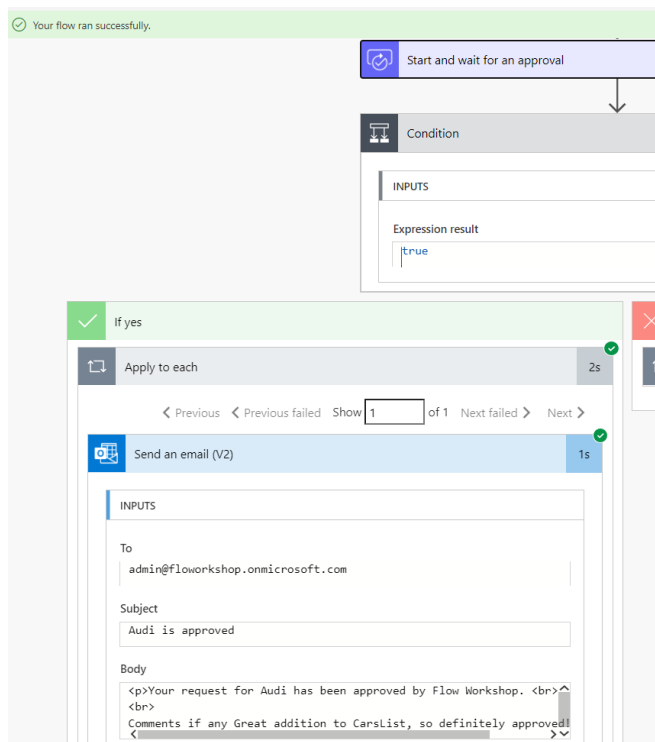 Your flow ran successfully.
Start and wait for an approval
Condition
INPUTS
Expression result
true
If yes
Apply to each
2s
Previous Previous failed Show 1 of 1 Next failed Next
Send an email (V2)
1s
INPUTS
To
admin@floworkshop.onmicrosoft.com
Subject
Audi is approved
Body
<p>Your request for Audi has been approved by Flow Workshop. <br>
<br>
Comments if any Great addition to CarsList, so definitely approved!